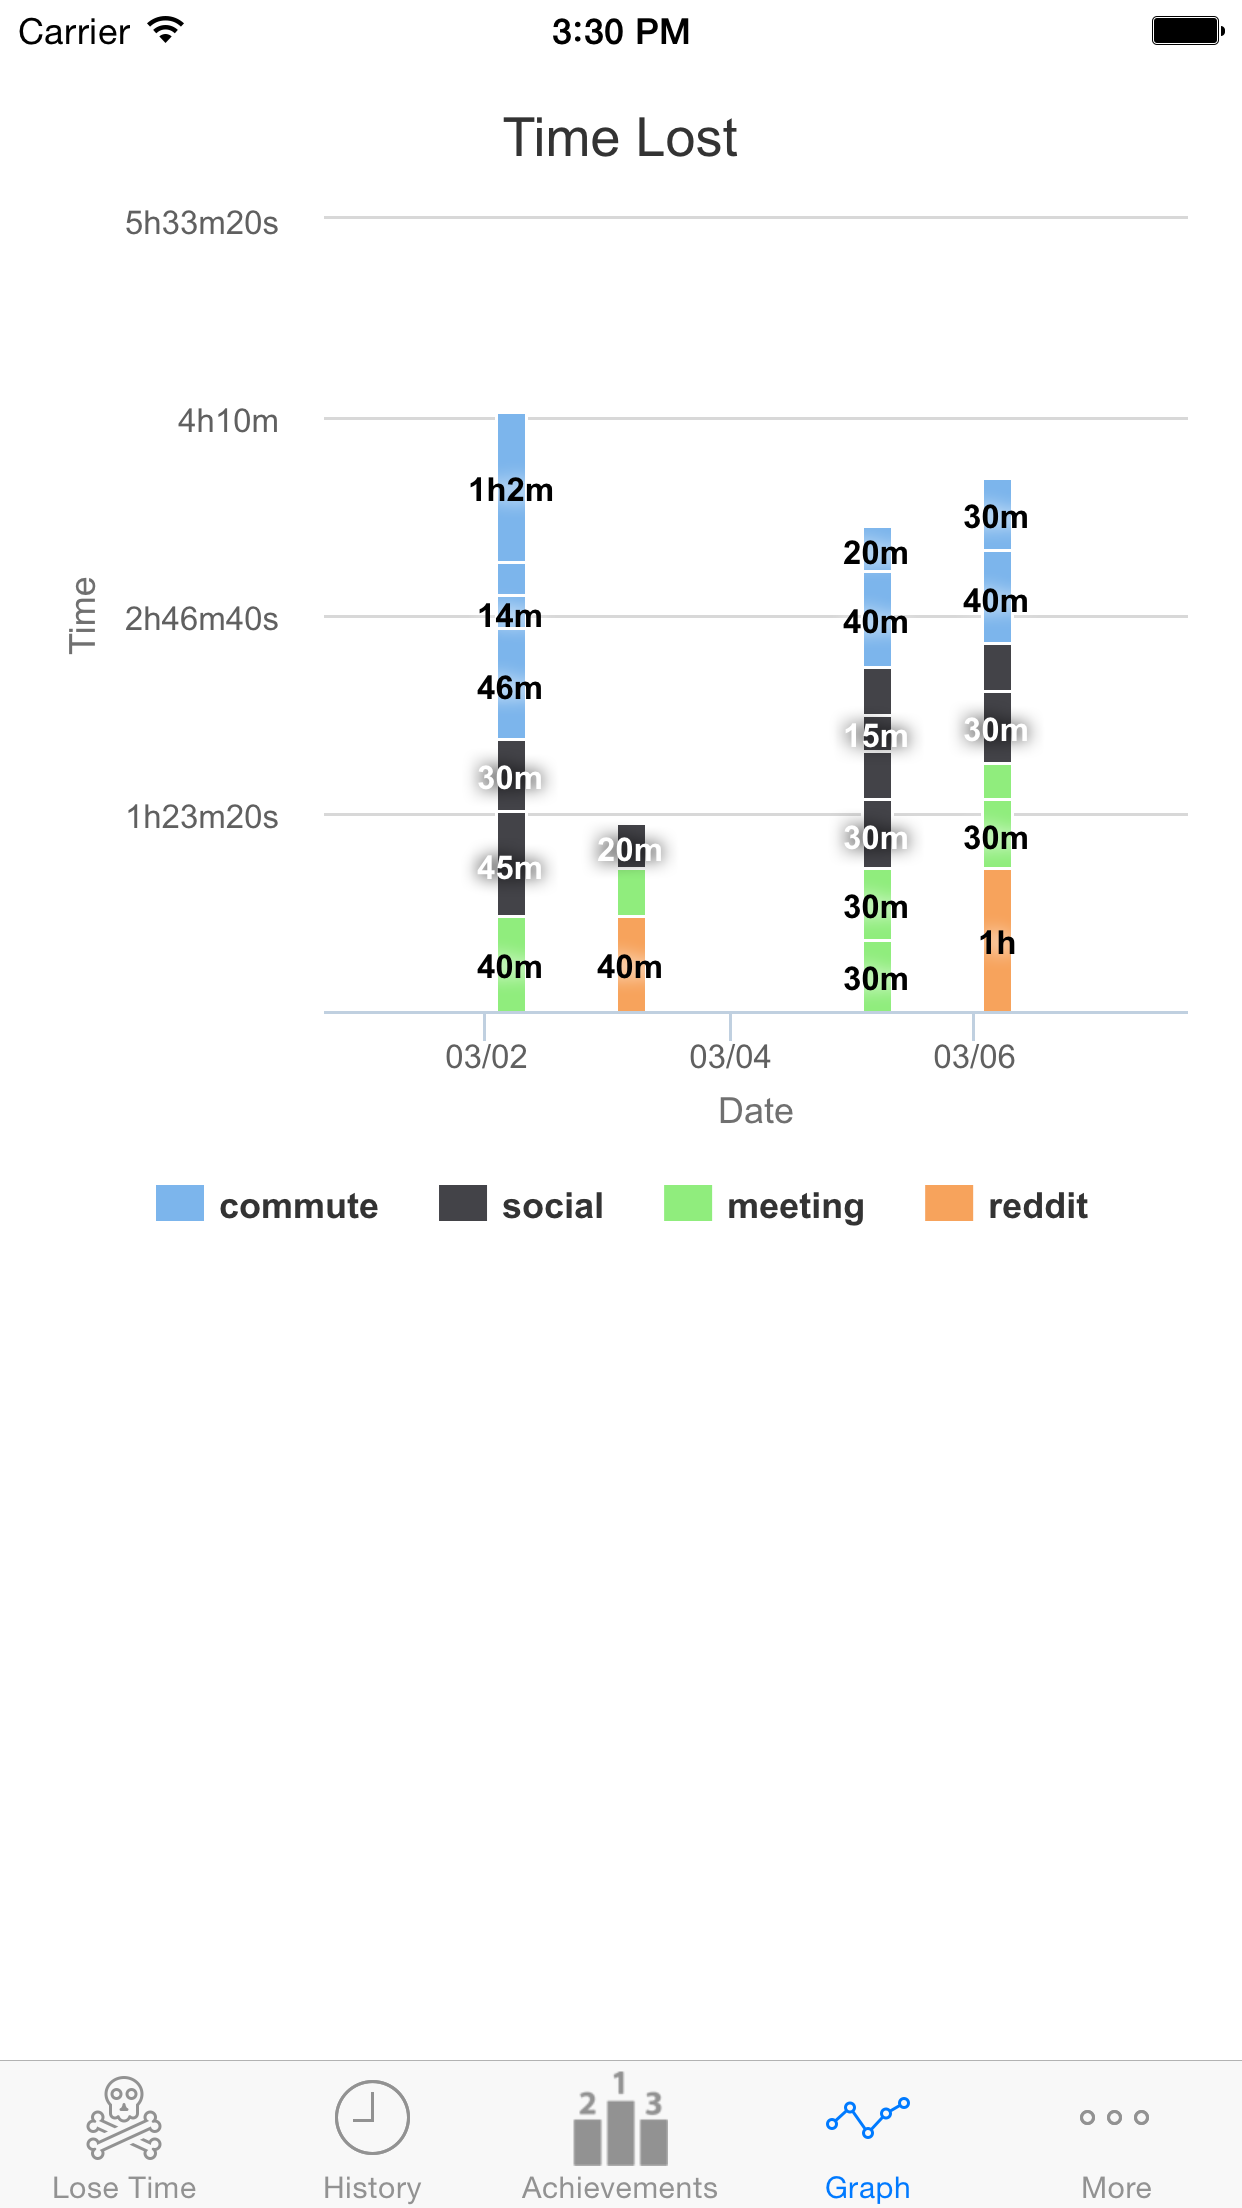 Carrier 3:30 PM
Time Lost
5h33m20s
4h10m
2h46m40s
1h23m20s
Time
1h2m
14m
46m
30m
45m
40m
20m
40m
20m
40m
15m
30m
30m
30m
30m
40m
30m
30m
1h
03/02 03/04 03/06
Date
commute social meeting reddit
2 1 3
Lose Time History Achievements Graph More